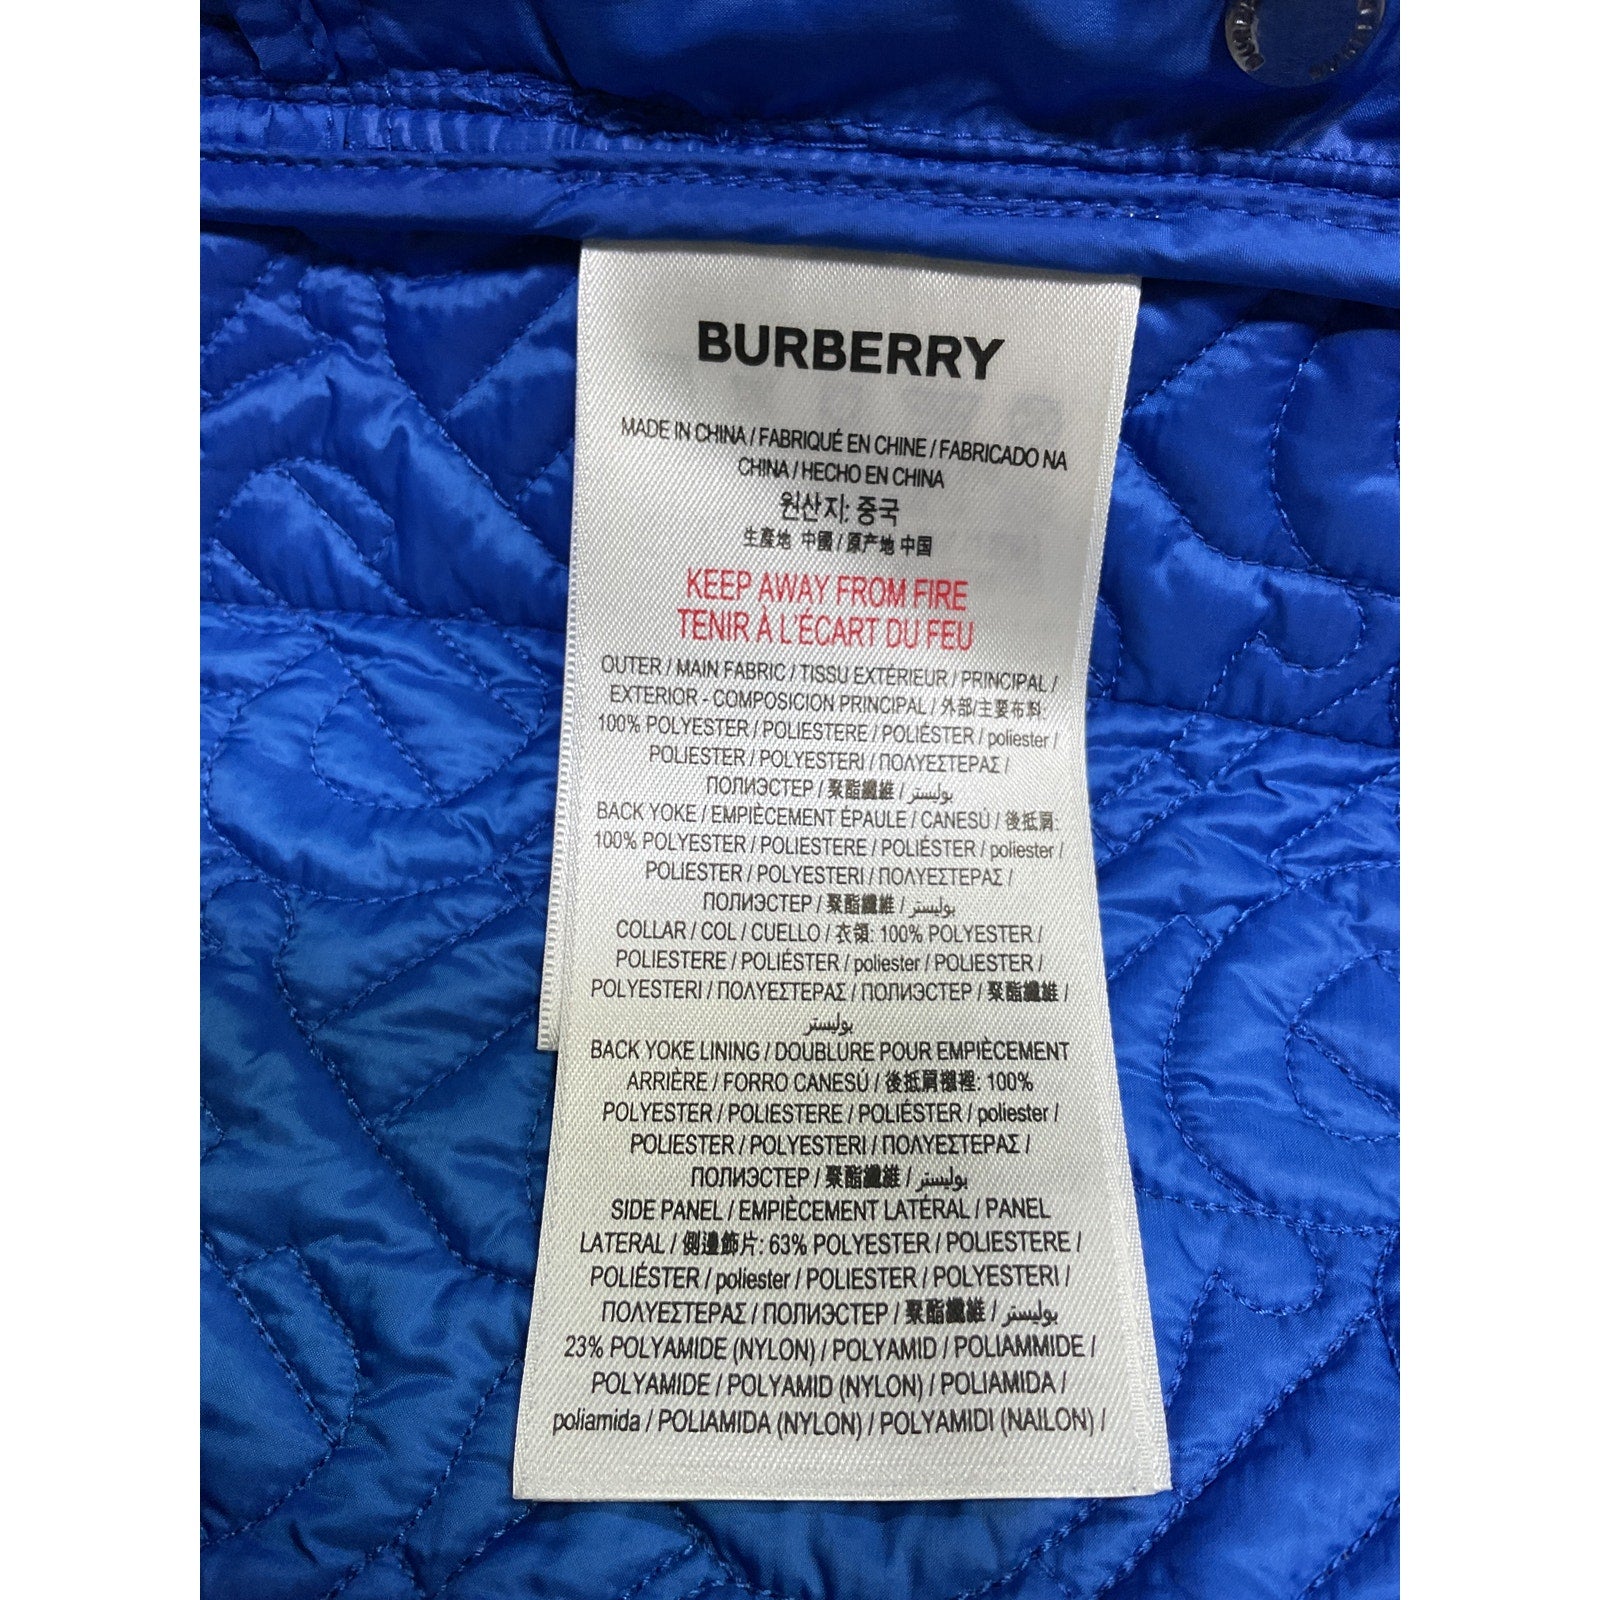 BURBERRY
MADE IN CHINA / FABRIQUÉ EN CHINE / FABRICADO NA
CHINA / HECHO EN CHINA
원산지: 중국
生產地 中國 / 原产地 中国
KEEP AWAY FROM FIRE
TENIR À L'ÉCART DU FEU
OUTER / MAIN FABRIC / TISSU EXTÉRIEUR / PRINCIPAL /
EXTERIOR - COMPOSICION PRINCIPAL / 外部/主要布料:
100% POLYESTER / POLIESTERE / POLIÉSTER / poliester /
POLIESTER / POLYESTERI / ΠΟΛΥΕΣΤΕΡΑΣ /
ПОЛИЭСТЕР / 聚酯纖維 / بوليستر
BACK YOKE / EMPIÈCEMENT ÉPAULE / CANESÚ / 後抵肩:
100% POLYESTER / POLIESTERE / POLIÉSTER / poliester /
POLIESTER / POLYESTERI / ΠΟΛΥΕΣΤΕΡΑΣ /
ПОЛИЭСТЕР / 聚酯纖維 / بوليستر
COLLAR / COL / CUELLO / 衣領: 100% POLYESTER /
POLIESTERE / POLIÉSTER / poliester / POLIESTER /
POLYESTERI / ΠΟΛΥΕΣΤΕΡΑΣ / ПОЛИЭСТЕР / 聚酯纖維 /
بوليستر
BACK YOKE LINING / DOUBLURE POUR EMPIÈCEMENT
ARRIÈRE / FORRO CANESÚ / 後抵肩襯裡: 100%
POLYESTER / POLIESTERE / POLIÉSTER / poliester /
POLIESTER / POLYESTERI / ΠΟΛΥΕΣΤΕΡΑΣ /
ПОЛИЭСТЕР / 聚酯纖維 / بوليستر
SIDE PANEL / EMPIÈCEMENT LATÉRAL / PANEL
LATERAL / 側邊飾片: 63% POLYESTER / POLIESTERE /
POLIÉSTER / poliester / POLIESTER / POLYESTERI /
ΠΟΛΥΕΣΤΕΡΑΣ / ПОЛИЭСТЕР / 聚酯纖維 / بوليستر
23% POLYAMIDE (NYLON) / POLYAMID / POLIAMMIDE /
POLYAMIDE / POLYAMID (NYLON) / POLIAMIDA /
poliamida / POLIAMIDA (NYLON) / POLYAMIDI (NAILON) /